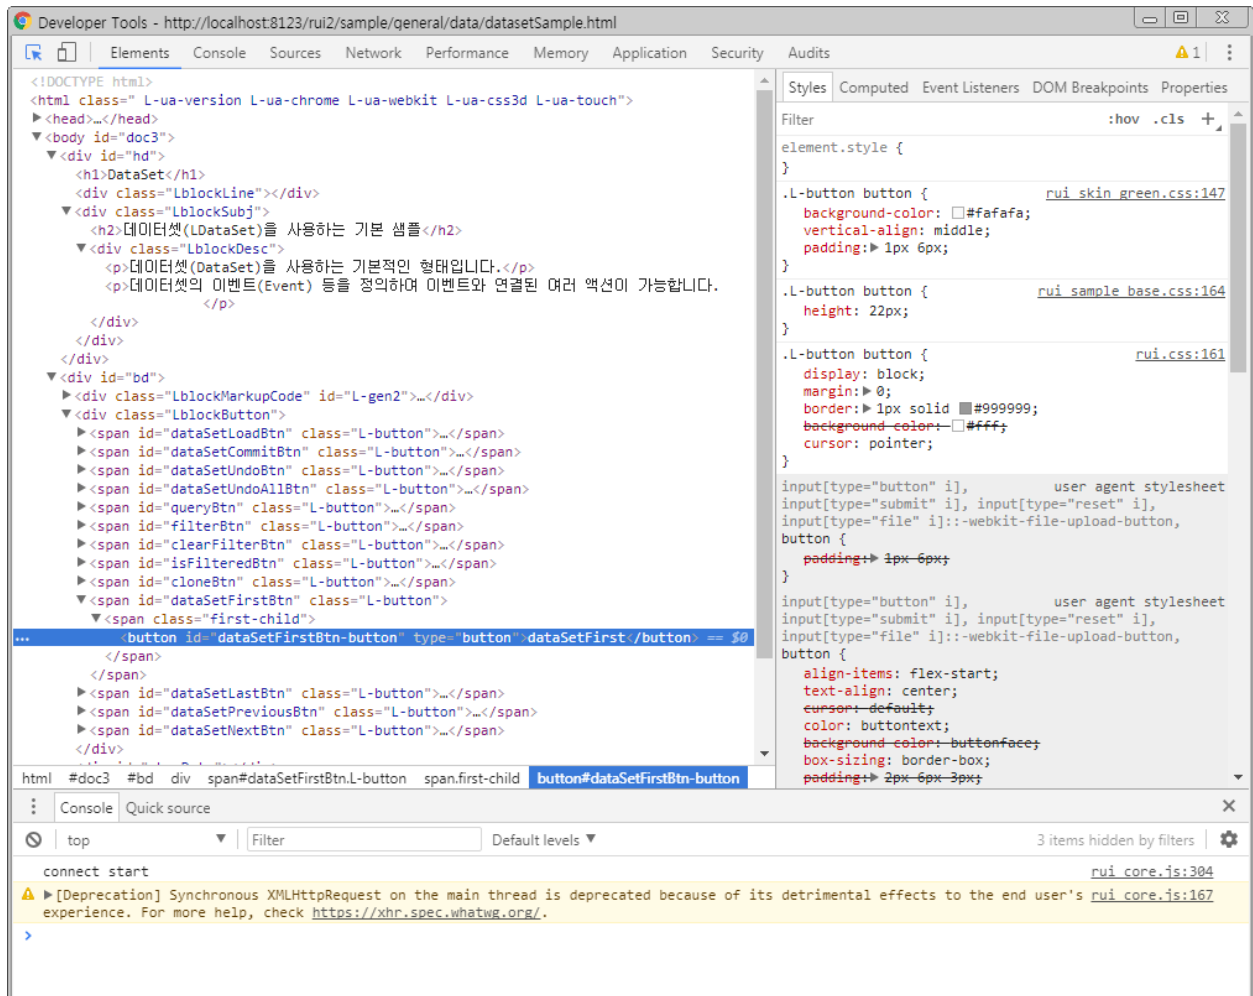 Developer Tools - http://localhost:8123/rui2/sample/general/data/datasetSample.html
Elements Console Sources Network Performance Memory Application Security Audits 1
<!DOCTYPE html>
<html class=" L-ua-version L-ua-chrome L-ua-webkit L-ua-css3d L-ua-touch">
▶<head>…</head>
▼<body id="doc3">
▼<div id="hd">
<h1>DataSet</h1>
<div class="LblockLine"></div>
▼<div class="LblockSubj">
<h2>데이터셋(LDataSet)을 사용하는 기본 샘플</h2>
▼<div class="LblockDesc">
<p>데이터셋(DataSet)을 사용하는 기본적인 형태입니다.</p>
<p>데이터셋의 이벤트(Event) 등을 정의하여 이벤트와 연결된 여러 액션이 가능합니다.
</p>
</div>
</div>
</div>
▼<div id="bd">
▶<div class="LblockMarkupCode" id="L-gen2">…</div>
▼<div class="LblockButton">
▶<span id="dataSetLoadBtn" class="L-button">…</span>
▶<span id="dataSetCommitBtn" class="L-button">…</span>
▶<span id="dataSetUndoBtn" class="L-button">…</span>
▶<span id="dataSetUndoAllBtn" class="L-button">…</span>
▶<span id="queryBtn" class="L-button">…</span>
▶<span id="filterBtn" class="L-button">…</span>
▶<span id="clearFilterBtn" class="L-button">…</span>
▶<span id="isFilteredBtn" class="L-button">…</span>
▶<span id="cloneBtn" class="L-button">…</span>
▼<span id="dataSetFirstBtn" class="L-button">
▼<span class="first-child">
… <button id="dataSetFirstBtn-button" type="button">dataSetFirst</button> == $0
</span>
</span>
▶<span id="dataSetLastBtn" class="L-button">…</span>
▶<span id="dataSetPreviousBtn" class="L-button">…</span>
▶<span id="dataSetNextBtn" class="L-button">…</span>
</div>
html #doc3 #bd div span#dataSetFirstBtn.L-button span.first-child button#dataSetFirstBtn-button
Styles Computed Event Listeners DOM Breakpoints Properties
Filter :hov .cls +
element.style {
}
.L-button button { rui_skin_green.css:147
background-color: #fafafa;
vertical-align: middle;
padding:▶ 1px 6px;
}
.L-button button { rui_sample_base.css:164
height: 22px;
}
.L-button button { rui.css:161
display: block;
margin:▶ 0;
border:▶ 1px solid #999999;
background-color: #fff;
cursor: pointer;
}
input[type="button" i], user agent stylesheet
input[type="submit" i], input[type="reset" i],
input[type="file" i]::-webkit-file-upload-button,
button {
padding:▶ 1px 6px;
}
input[type="button" i], user agent stylesheet
input[type="submit" i], input[type="reset" i],
input[type="file" i]::-webkit-file-upload-button,
button {
align-items: flex-start;
text-align: center;
cursor: default;
color: buttontext;
background-color: buttonface;
box-sizing: border-box;
padding:▶ 2px 6px 3px;
Console Quick source
top ▼ Filter Default levels ▼ 3 items hidden by filters
connect start rui_core.js:304
▶[Deprecation] Synchronous XMLHttpRequest on the main thread is deprecated because of its detrimental effects to the end user's rui_core.js:167
experience. For more help, check https://xhr.spec.whatwg.org/.
>